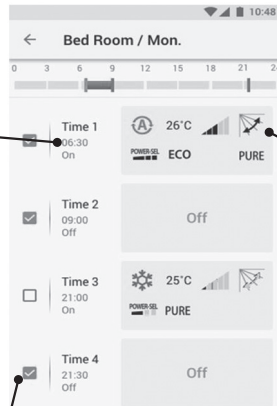 10:48
Bed Room / Mon.
0 3 6 9 12 15 18 21 24
Time 1
06:30
On
A 26°C
POWER-SEL ECO PURE
Time 2
09:00
Off
Off
Time 3
21:00
On
25°C
POWER-SEL PURE
Time 4
21:30
Off
Off